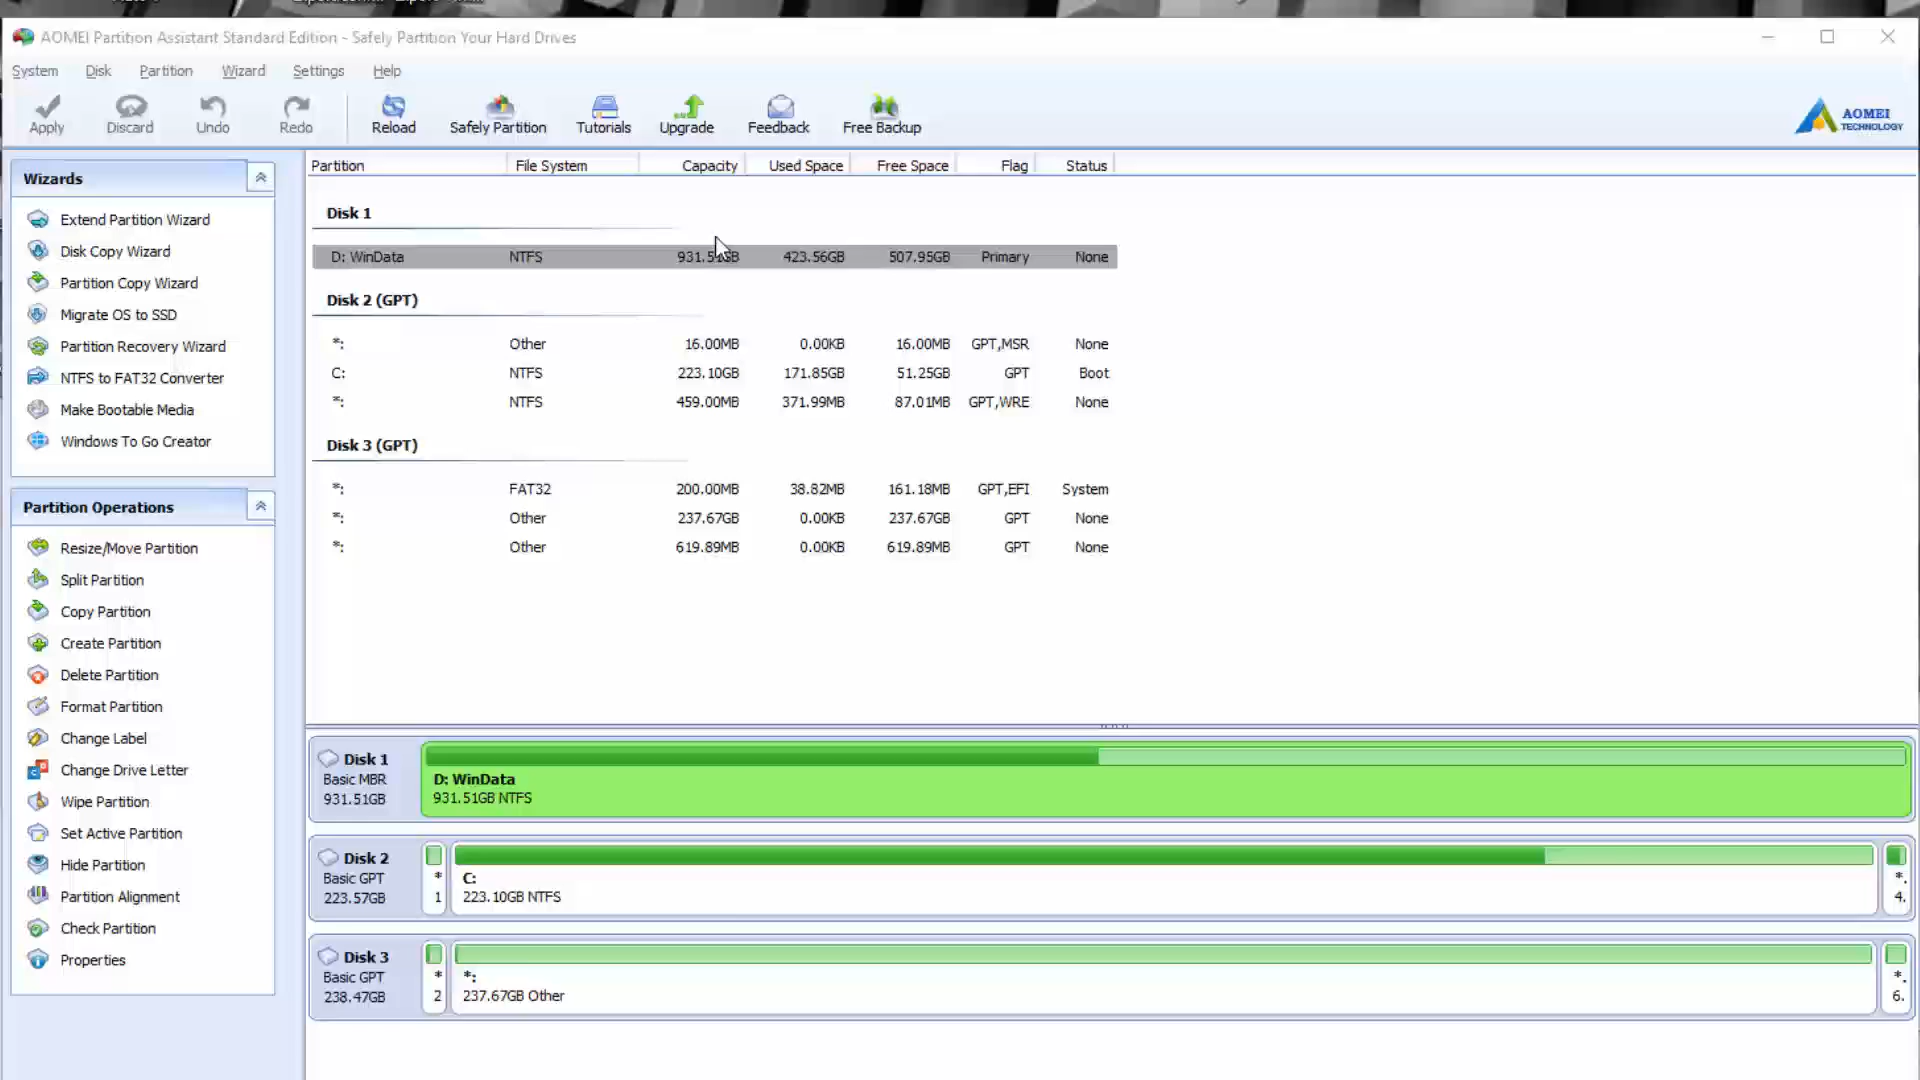 AOMEI Partition Assistant Standard Edition - Safely Partition Your Hard Drives
System Disk Partition Wizard Settings Help
Apply Discard Undo Redo Reload Safely Partition Tutorials Upgrade Feedback Free Backup
AOMEI
TECHNOLOGY
Wizards
Extend Partition Wizard
Disk Copy Wizard
Partition Copy Wizard
Migrate OS to SSD
Partition Recovery Wizard
NTFS to FAT32 Converter
Make Bootable Media
Windows To Go Creator
Partition Operations
Resize/Move Partition
Split Partition
Copy Partition
Create Partition
Delete Partition
Format Partition
Change Label
Change Drive Letter
Wipe Partition
Set Active Partition
Hide Partition
Partition Alignment
Check Partition
Properties
Partition File System Capacity Used Space Free Space Flag Status
Disk 1
D: WinData NTFS 931.51GB 423.56GB 507.95GB Primary None
Disk 2 (GPT)
*: Other 16.00MB 0.00KB 16.00MB GPT,MSR None
C: NTFS 223.10GB 171.85GB 51.25GB GPT Boot
*: NTFS 459.00MB 371.99MB 87.01MB GPT,WRE None
Disk 3 (GPT)
*: FAT32 200.00MB 38.82MB 161.18MB GPT,EFI System
*: Other 237.67GB 0.00KB 237.67GB GPT None
*: Other 619.89MB 0.00KB 619.89MB GPT None
Disk 1
Basic MBR
931.51GB
D: WinData
931.51GB NTFS
Disk 2
Basic GPT
223.57GB
*
1
C:
223.10GB NTFS
*.
4.
Disk 3
Basic GPT
238.47GB
*
2
*:
237.67GB Other
*.
6.